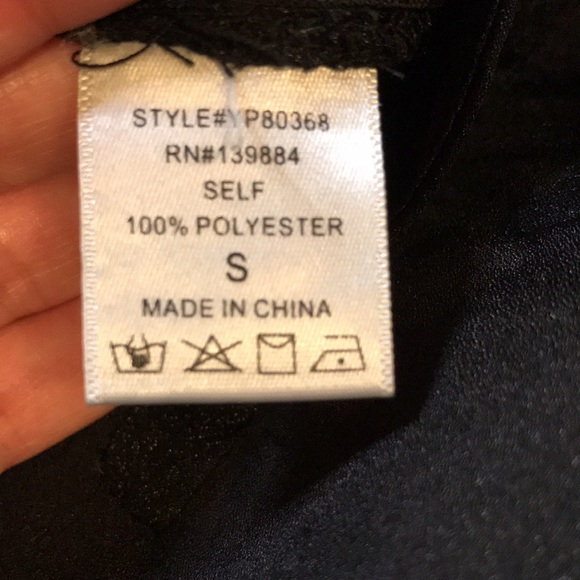 STYLE#YP80368
RN#139884
SELF
100% POLYESTER
S
MADE IN CHINA